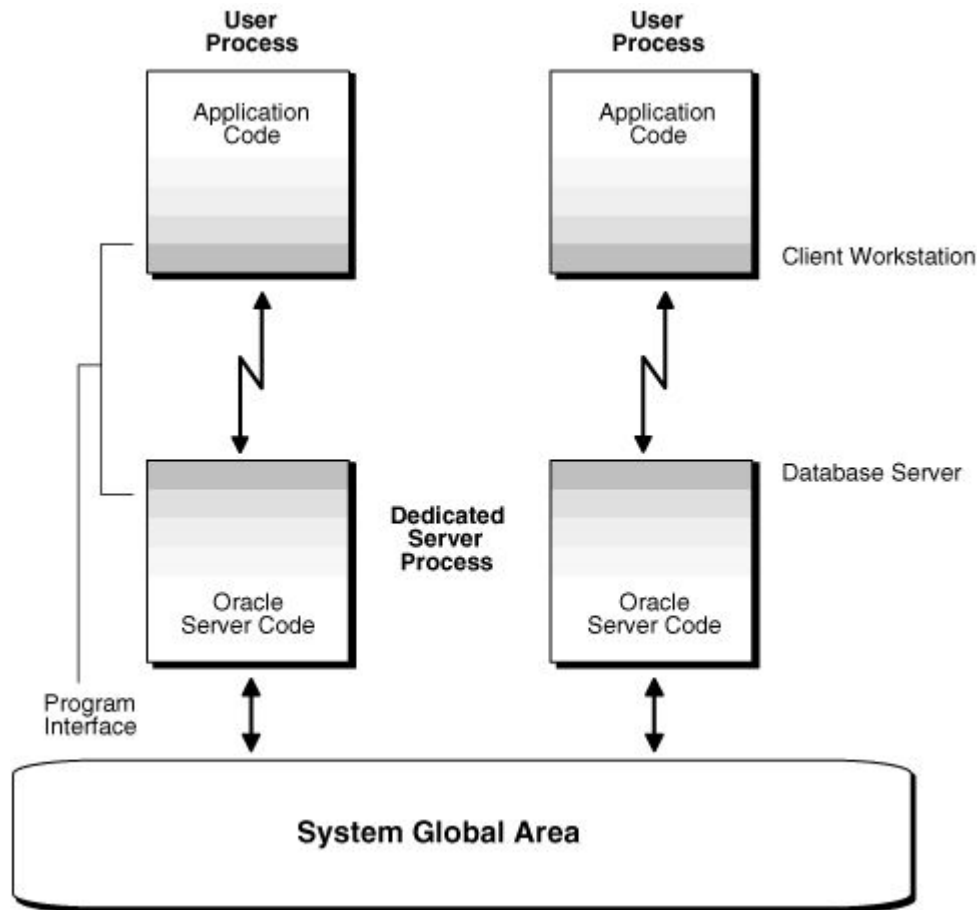 User
Process
User
Process
Application
Code
Application
Code
Client Workstation
Database Server
Dedicated
Server
Process
Oracle
Server Code
Oracle
Server Code
Program
Interface
System Global Area